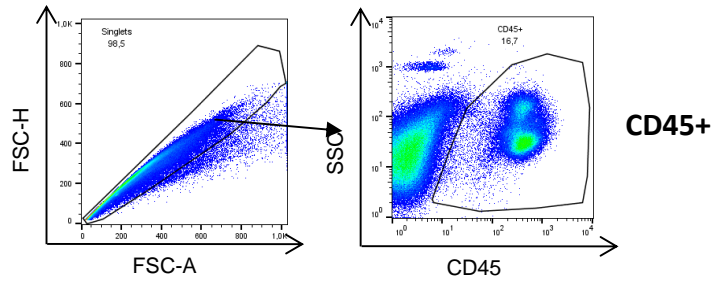 1,0K
Singlets
98,5
800
600
400
200
0
FSC-H
0 200 400 600 800 1,0K
FSC-A
10^4
CD45+
16,7
10^3
10^2
10^1
10^0
SSC
10^0 10^1 10^2 10^3 10^4
CD45
CD45+